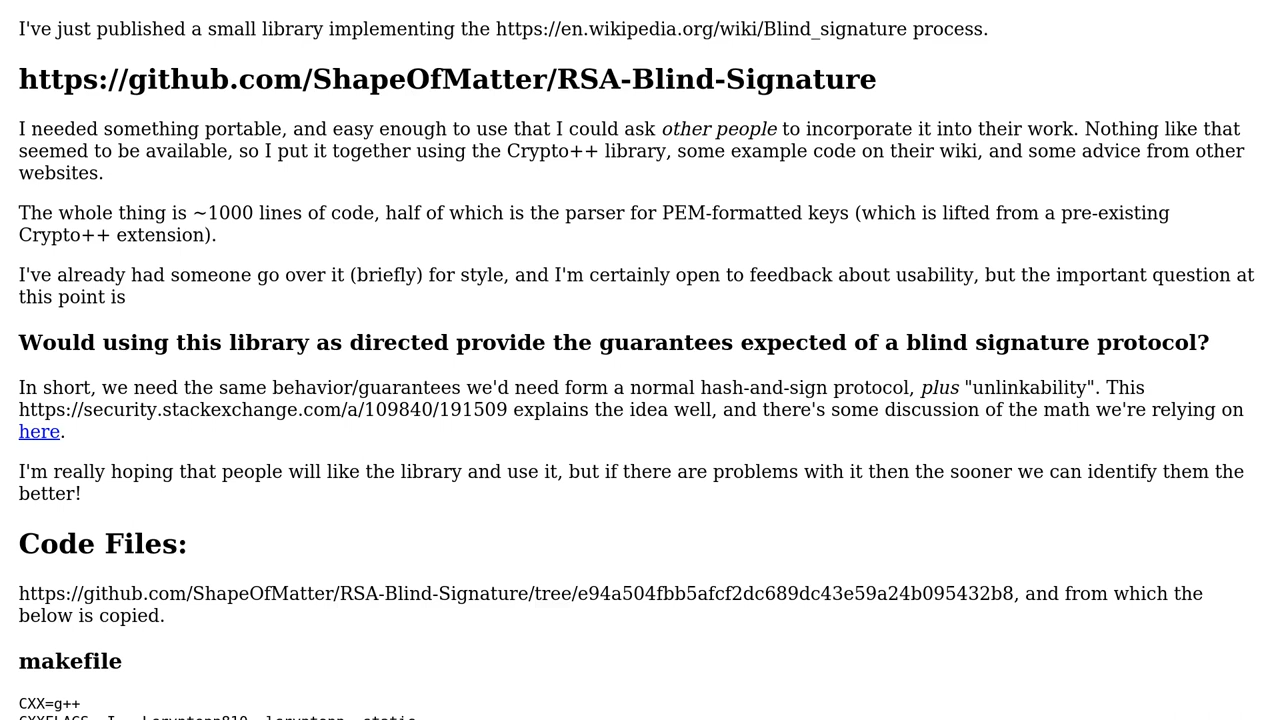 I've just published a small library implementing the https://en.wikipedia.org/wiki/Blind_signature process.
https://github.com/ShapeOfMatter/RSA-Blind-Signature
I needed something portable, and easy enough to use that I could ask other people to incorporate it into their work. Nothing like that
seemed to be available, so I put it together using the Crypto++ library, some example code on their wiki, and some advice from other
websites.
The whole thing is ~1000 lines of code, half of which is the parser for PEM-formatted keys (which is lifted from a pre-existing
Crypto++ extension).
I've already had someone go over it (briefly) for style, and I'm certainly open to feedback about usability, but the important question at
this point is
Would using this library as directed provide the guarantees expected of a blind signature protocol?
In short, we need the same behavior/guarantees we'd need form a normal hash-and-sign protocol, plus "unlinkability". This
https://security.stackexchange.com/a/109840/191509 explains the idea well, and there's some discussion of the math we're relying on
here.
I'm really hoping that people will like the library and use it, but if there are problems with it then the sooner we can identify them the
better!
Code Files:
https://github.com/ShapeOfMatter/RSA-Blind-Signature/tree/e94a504fbb5afcf2dc689dc43e59a24b095432b8, and from which the
below is copied.
makefile
CXX=g++